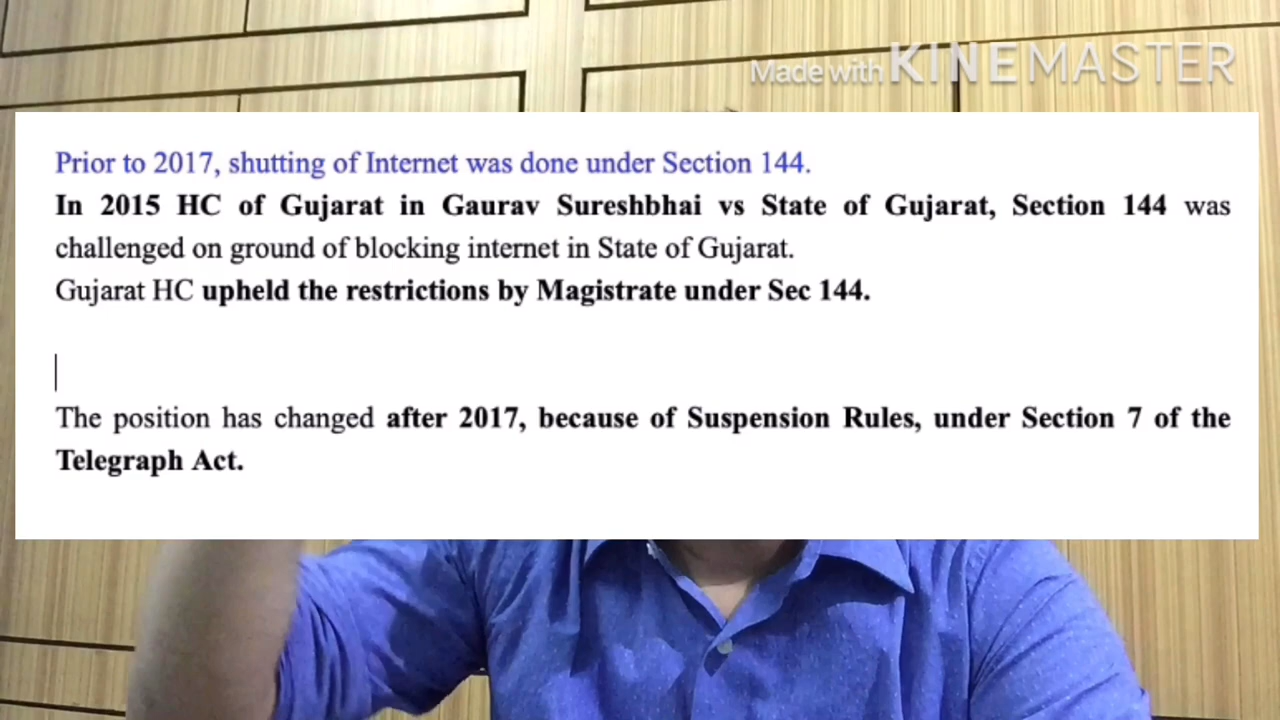 Made with KINEMASTER
Prior to 2017, shutting of Internet was done under Section 144.
In 2015 HC of Gujarat in Gaurav Sureshbhai vs State of Gujarat, Section 144 was
challenged on ground of blocking internet in State of Gujarat.
Gujarat HC upheld the restrictions by Magistrate under Sec 144.
The position has changed after 2017, because of Suspension Rules, under Section 7 of the
Telegraph Act.